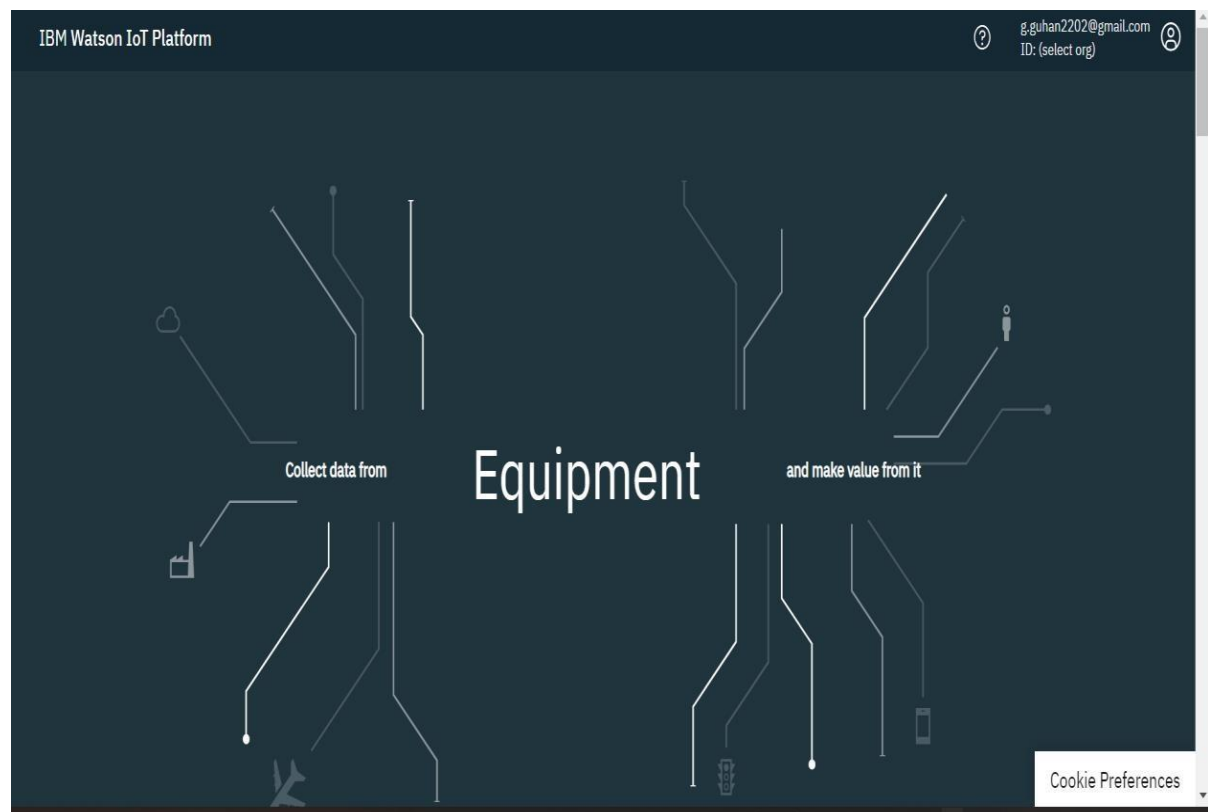 IBM Watson IoT Platform
g.guhan2202@gmail.com
ID: (select org)
Collect data from
Equipment
and make value from it
Cookie Preferences